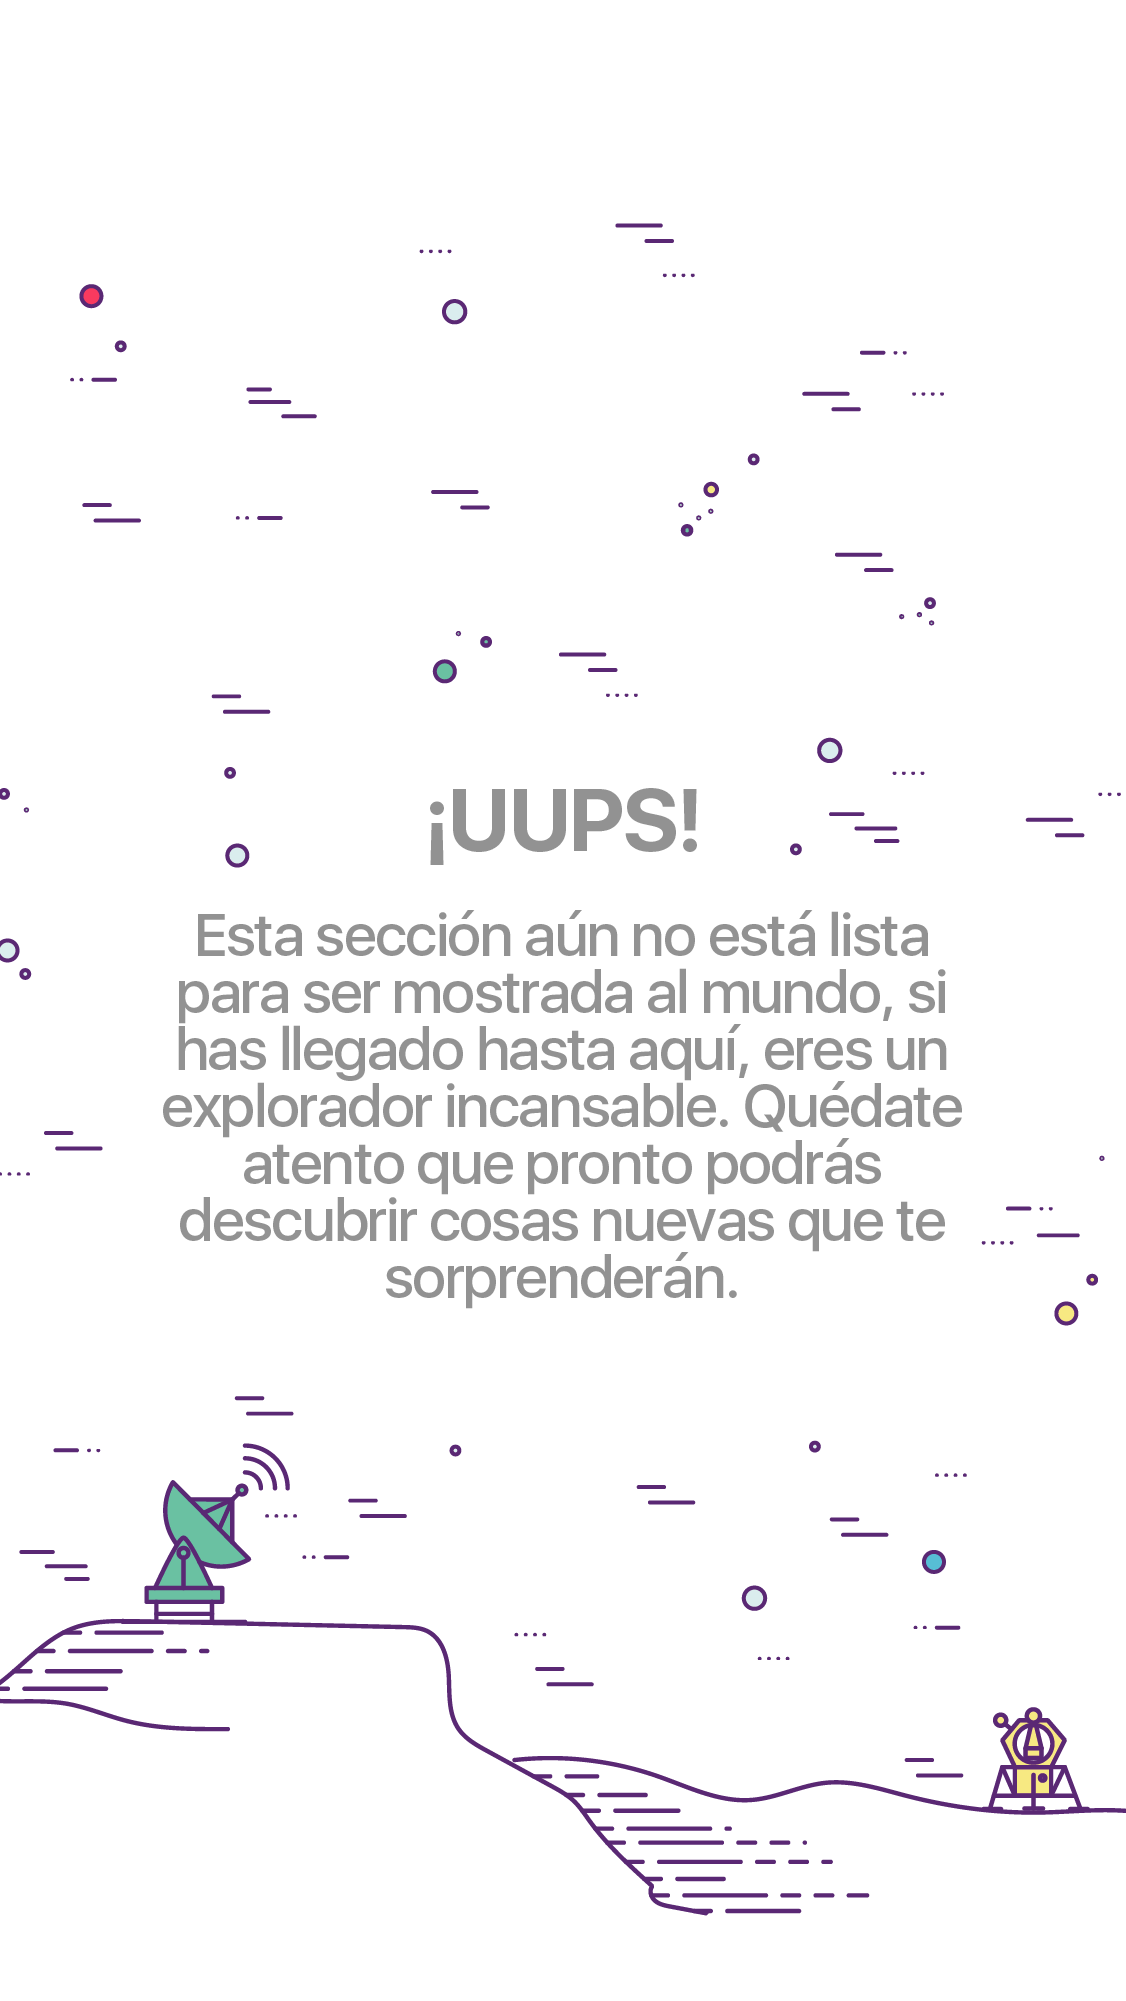 ¡UUPS!
Esta sección aún no está lista
para ser mostrada al mundo, si
has llegado hasta aquí, eres un
explorador incansable. Quédate
atento que pronto podrás
descubrir cosas nuevas que te
sorprenderán.